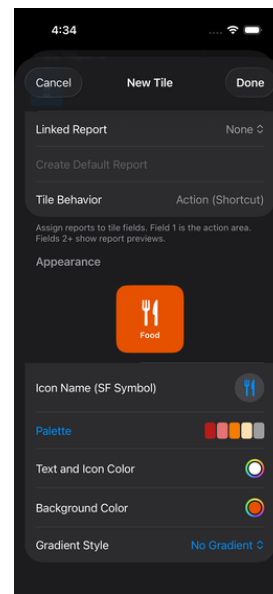 4:34
Cancel
New Tile
Done
Linked Report
None
Create Default Report
Tile Behavior
Action (Shortcut)
Assign reports to tile fields. Field 1 is the action area.
Fields 2+ show report previews.
Appearance
Food
Icon Name (SF Symbol)
Palette
Text and Icon Color
Background Color
Gradient Style
No Gradient